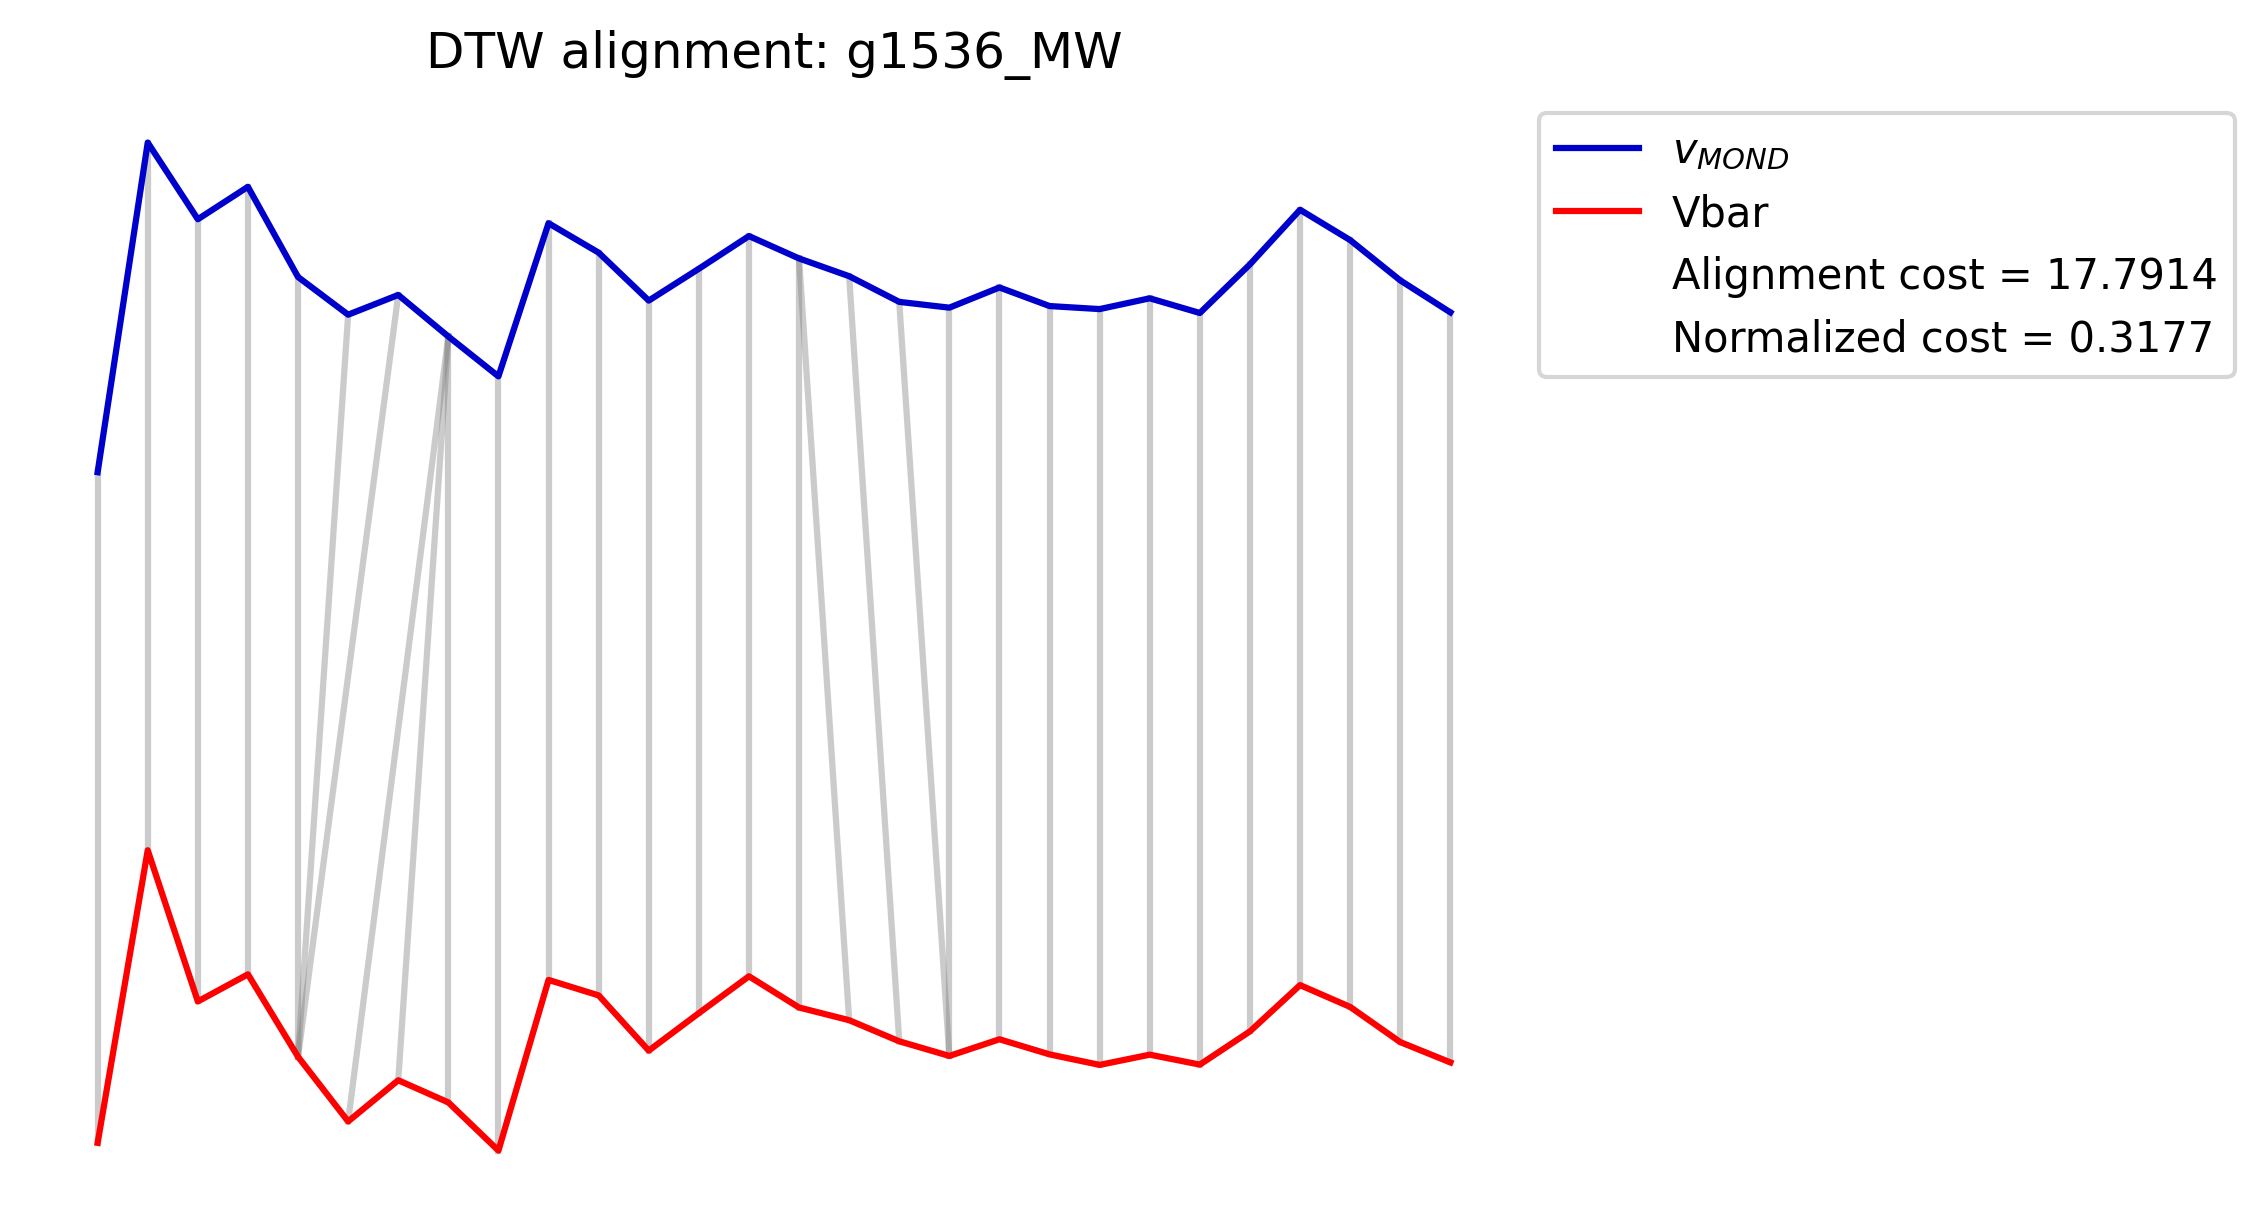 DTW alignment: g1536_MW
v_MOND
Vbar
Alignment cost = 17.7914
Normalized cost = 0.3177